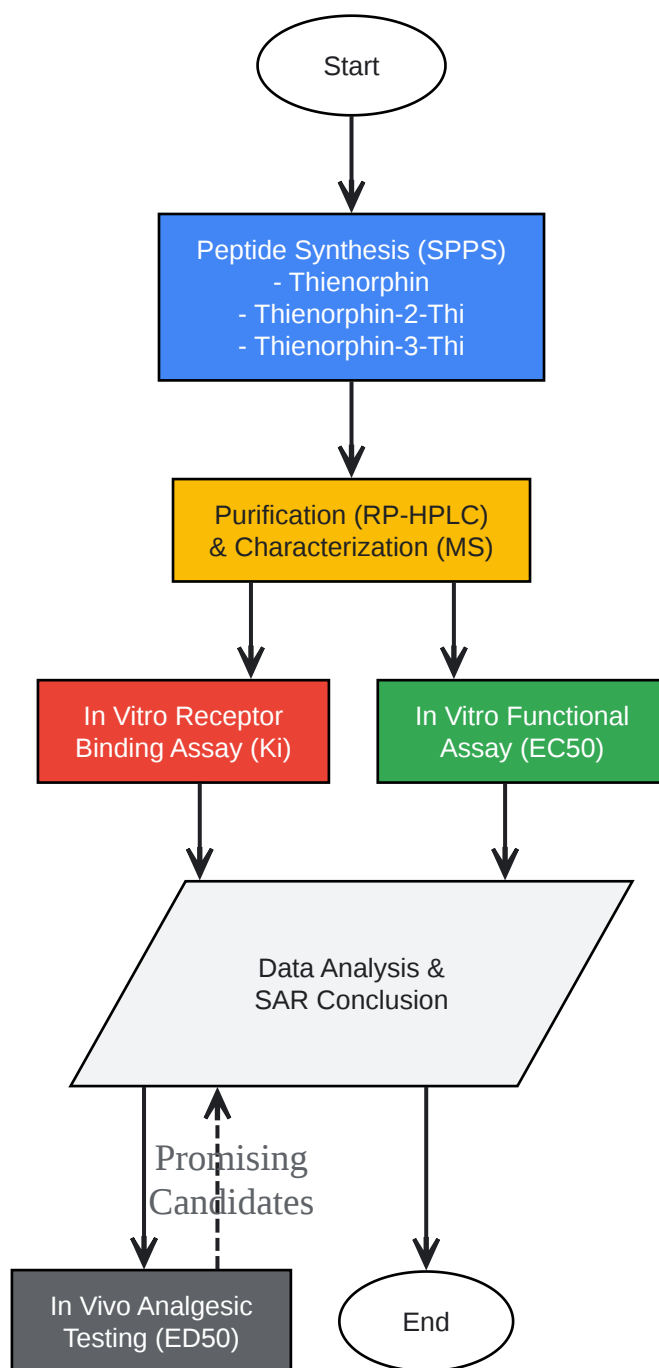 Start
Peptide Synthesis (SPPS)
- Thienorphin
- Thienorphin-2-Thi
- Thienorphin-3-Thi
Purification (RP-HPLC)
& Characterization (MS)
In Vitro Receptor
Binding Assay (Ki)
In Vitro Functional
Assay (EC50)
Data Analysis &
SAR Conclusion
Promising
Candidates
In Vivo Analgesic
Testing (ED50)
End